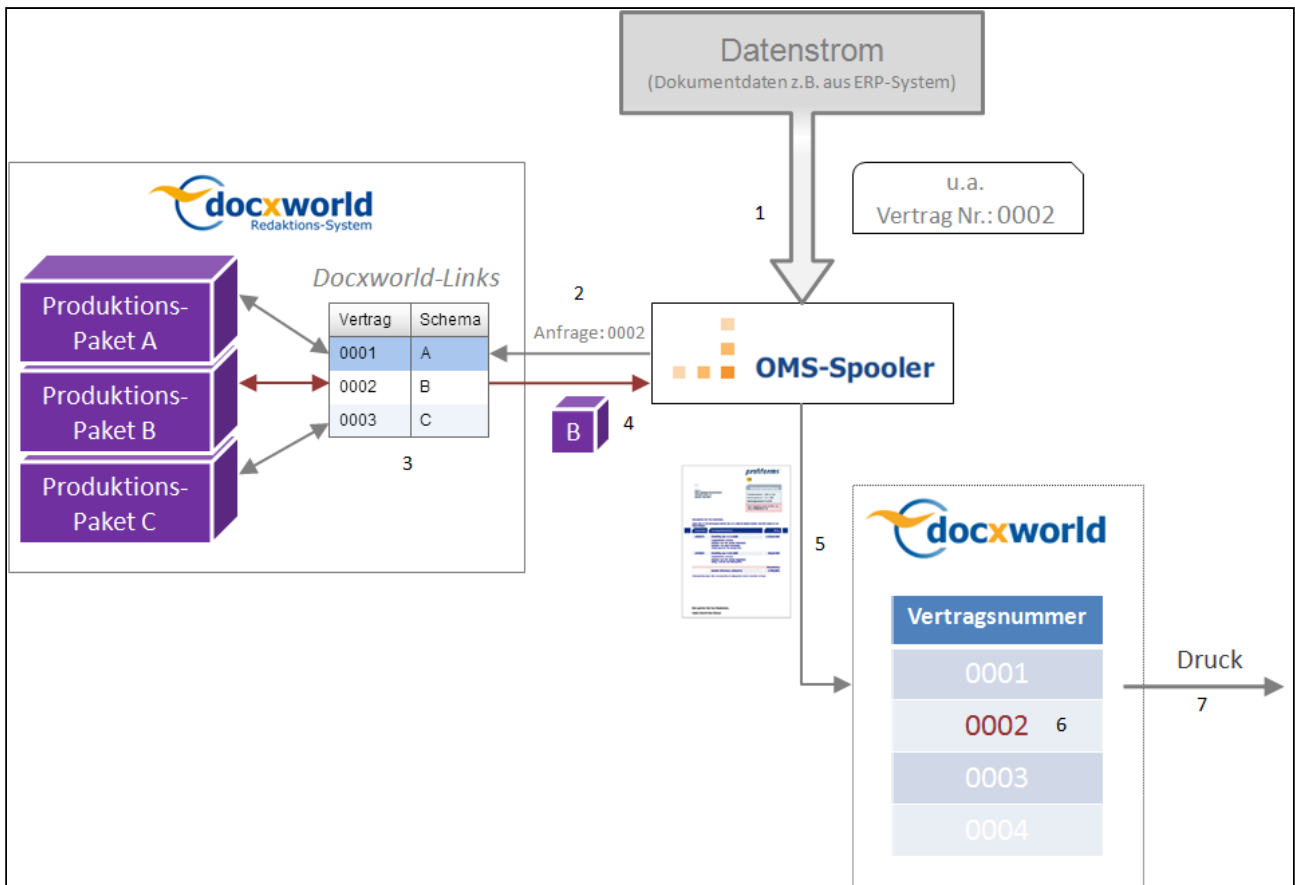 Datenstrom
(Dokumentdaten z.B. aus ERP-System)
1
u.a.
Vertrag Nr.: 0002
docxworld
Redaktions-System
Produktions-
Paket A
Produktions-
Paket B
Produktions-
Paket C
Docxworld-Links
Vertrag Schema
0001 A
0002 B
0003 C
3
2
Anfrage: 0002
B
4
OMS-Spooler
proFforms
5
docxworld
Vertragsnummer
0001
0002 6
0003
0004
Druck
7